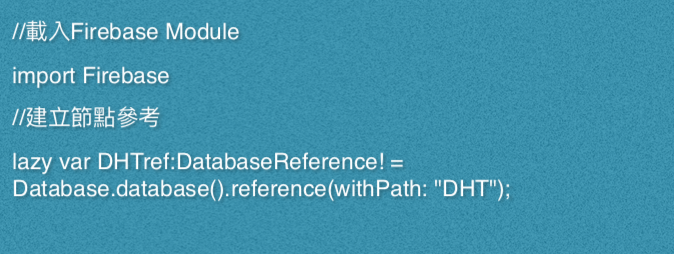 //載入Firebase Module
import Firebase
//建立節點參考
lazy var DHTref:DatabaseReference! =
Database.database().reference(withPath: "DHT");